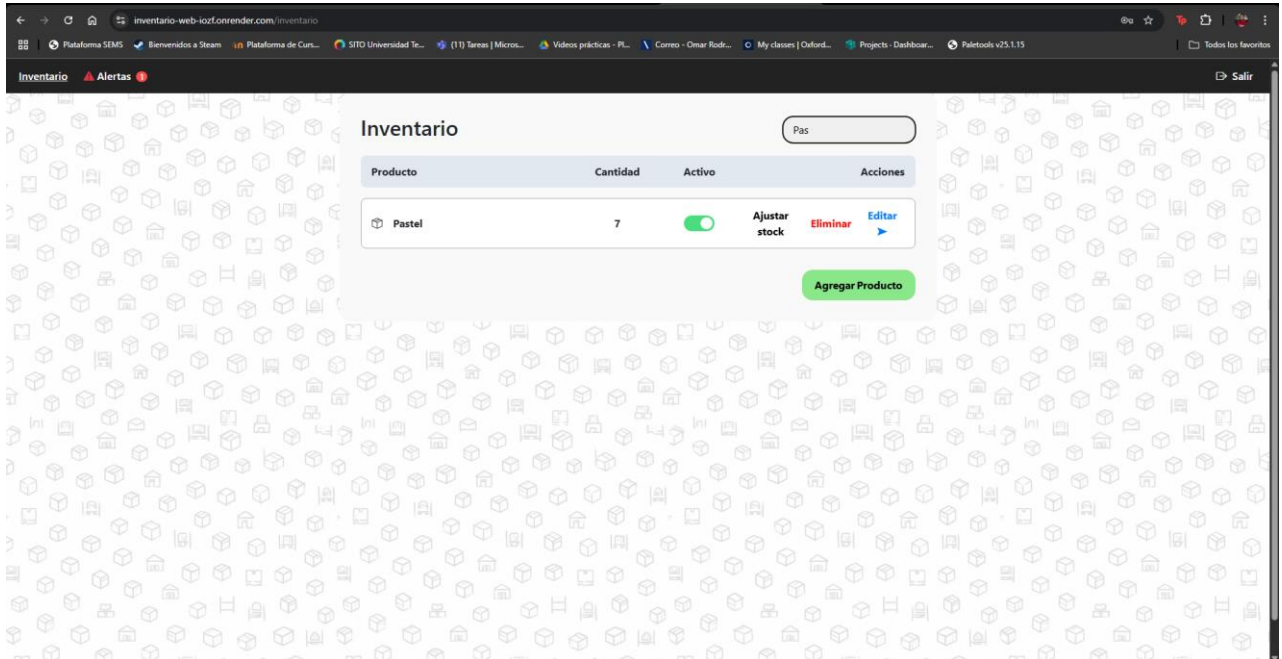 inventario-web-iozf.onrender.com/inventario
Plataforma SEMS Bienvenidos a Steam Plataforma de Curs... SITO Universidad Te... (11) Tareas | Micros... Videos prácticas - Pl... Correo - Omar Rodr... My classes | Oxford... Projects - Dashboar... Paletools v25.1.15 Todos los favoritos
Inventario Alertas 1 Salir
Inventario Pas
Producto Cantidad Activo Acciones
Pastel 7 Ajustar stock Eliminar Editar ➤
Agregar Producto